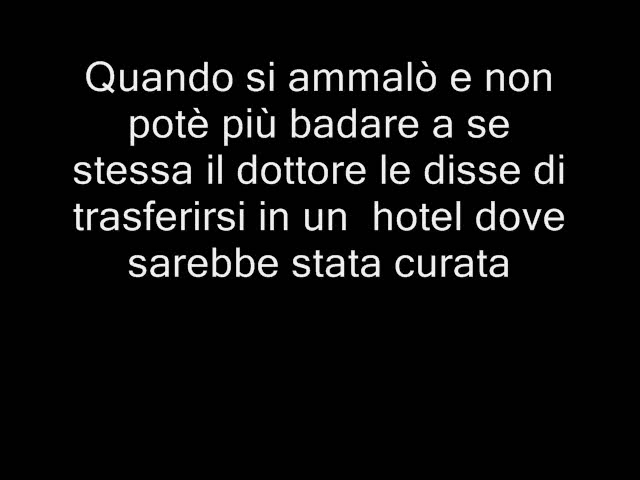 Quando si ammalò e non
potè più badare a se
stessa il dottore le disse di
trasferirsi in un  hotel dove
sarebbe stata curata